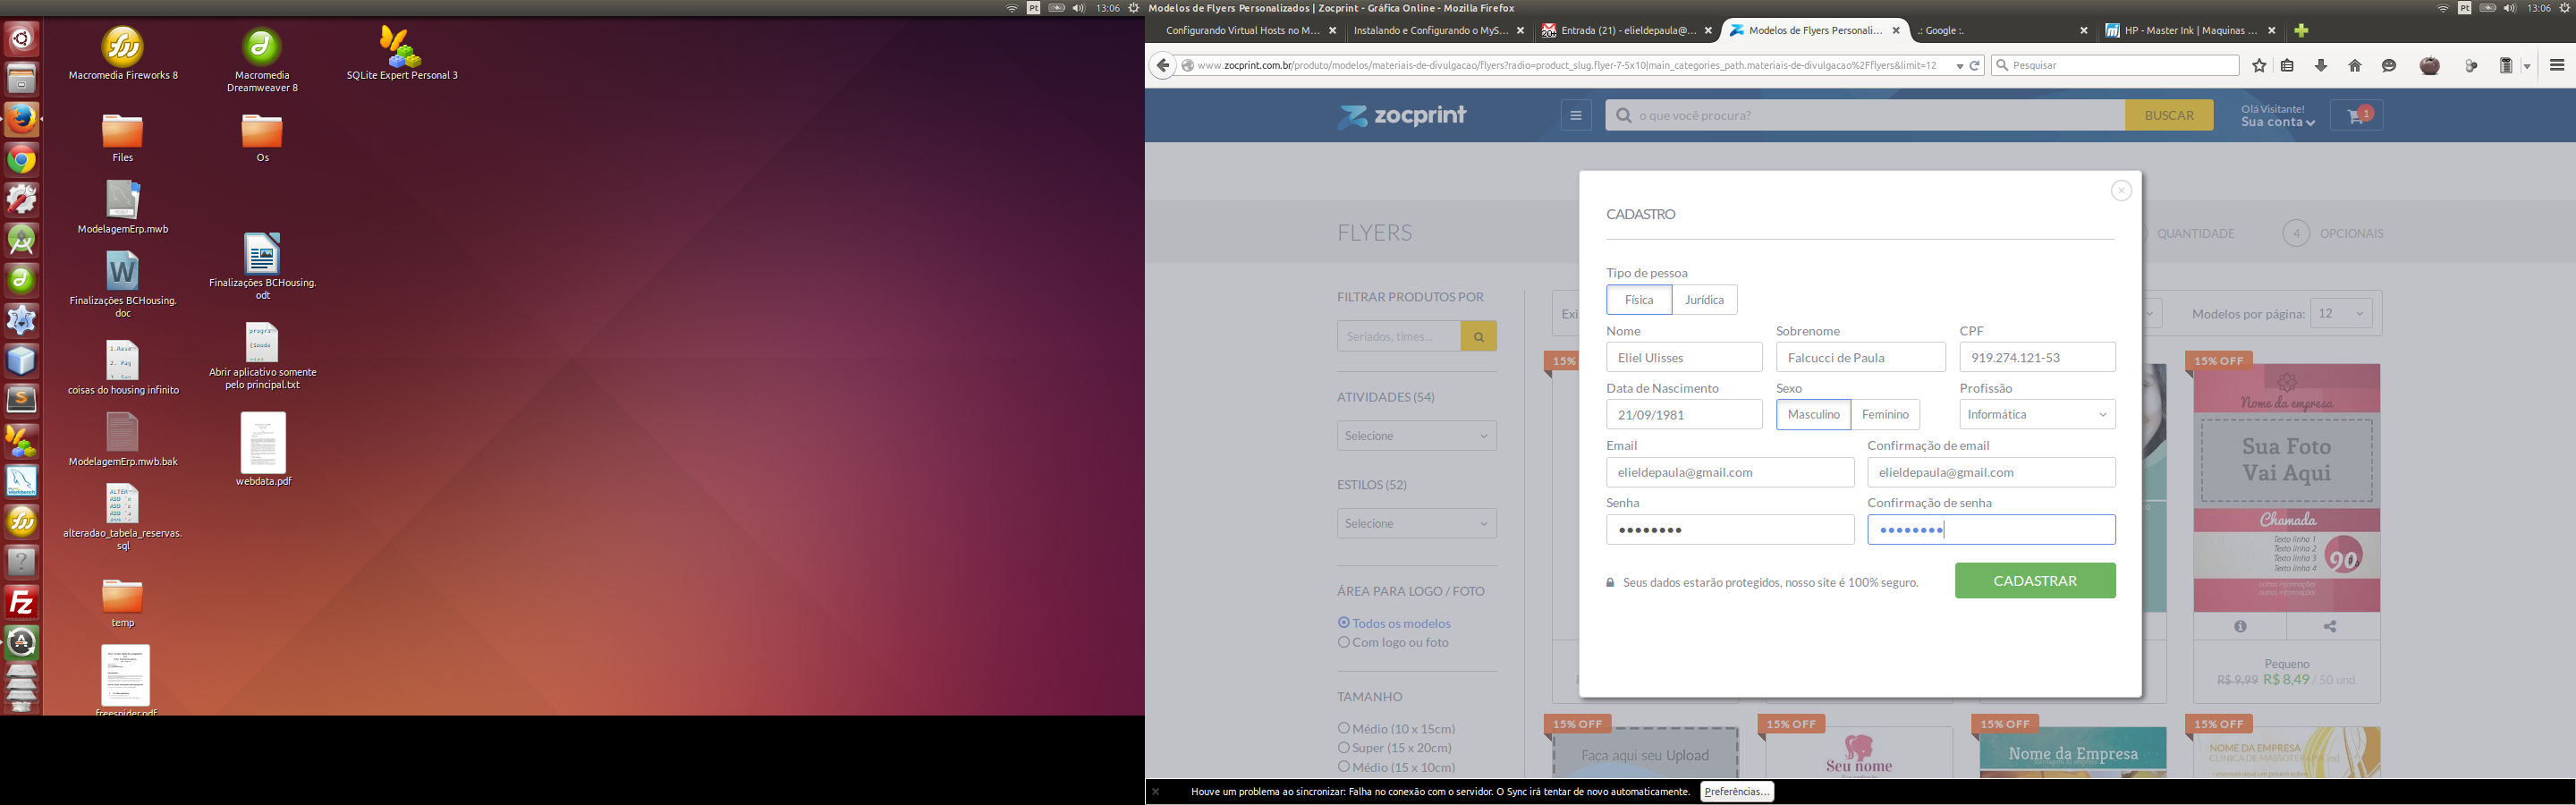 13:06
Macromedia Fireworks 8
Macromedia
Dreamweaver 8
SQLite Expert Personal 3
Files
Os
ModelagemErp.mwb
Finalizações BCHousing.
doc
Finalizações BCHousing.
odt
coisas do housing infinito
Abrir aplicativo somente
pelo principal.txt
ModelagemErp.mwb.bak
webdata.pdf
alteradao_tabela_reservas.
sql
temp
freespider.pdf
Modelos de Flyers Personalizados | Zocprint - Gráfica Online - Mozilla Firefox
Pt
13:06
Configurando Virtual Hosts no M...
Instalando e Configurando o MyS...
Entrada (21) - elieldepaula@...
Modelos de Flyers Personali...
.: Google :.
HP - Master Ink | Maquinas ...
www.zocprint.com.br/produto/modelos/materiais-de-divulgacao/flyers?radio=product_slug.flyer-7-5x10|main_categories_path.materiais-de-divulgacao%2Fflyers&limit=12
Pesquisar
zocprint
o que você procura?
BUSCAR
Olá Visitante!
Sua conta
1
FLYERS
QUANTIDADE
4
OPCIONAIS
FILTRAR PRODUTOS POR
Seriados, times...
ATIVIDADES (54)
Selecione
ESTILOS (52)
Selecione
ÁREA PARA LOGO / FOTO
Todos os modelos
Com logo ou foto
TAMANHO
Médio (10 x 15cm)
Super (15 x 20cm)
Médio (15 x 10cm)
Exi
Modelos por página:
12
CADASTRO
Tipo de pessoa
Física
Jurídica
Nome
Sobrenome
CPF
Eliel Ulisses
Falcucci de Paula
919.274.121-53
Data de Nascimento
Sexo
Profissão
21/09/1981
Masculino
Feminino
Informática
Email
Confirmação de email
elieldepaula@gmail.com
elieldepaula@gmail.com
Senha
Confirmação de senha
Seus dados estarão protegidos, nosso site é 100% seguro.
CADASTRAR
15%
15% OFF
Nome da empresa
Sua Foto
Vai Aqui
Chamada
Texto linha 1
Texto linha 2
Texto linha 3
Texto linha 4
90
outras informações
outras informações
Pequeno
R$ 9,99 R$ 8,49 / 50 und.
15% OFF
15% OFF
15% OFF
15% OFF
Faça aqui seu Upload
Seu nome
Nome da Empresa
NOME DA EMPRESA
Houve um problema ao sincronizar: Falha no conexão com o servidor. O Sync irá tentar de novo automaticamente.
Preferências...